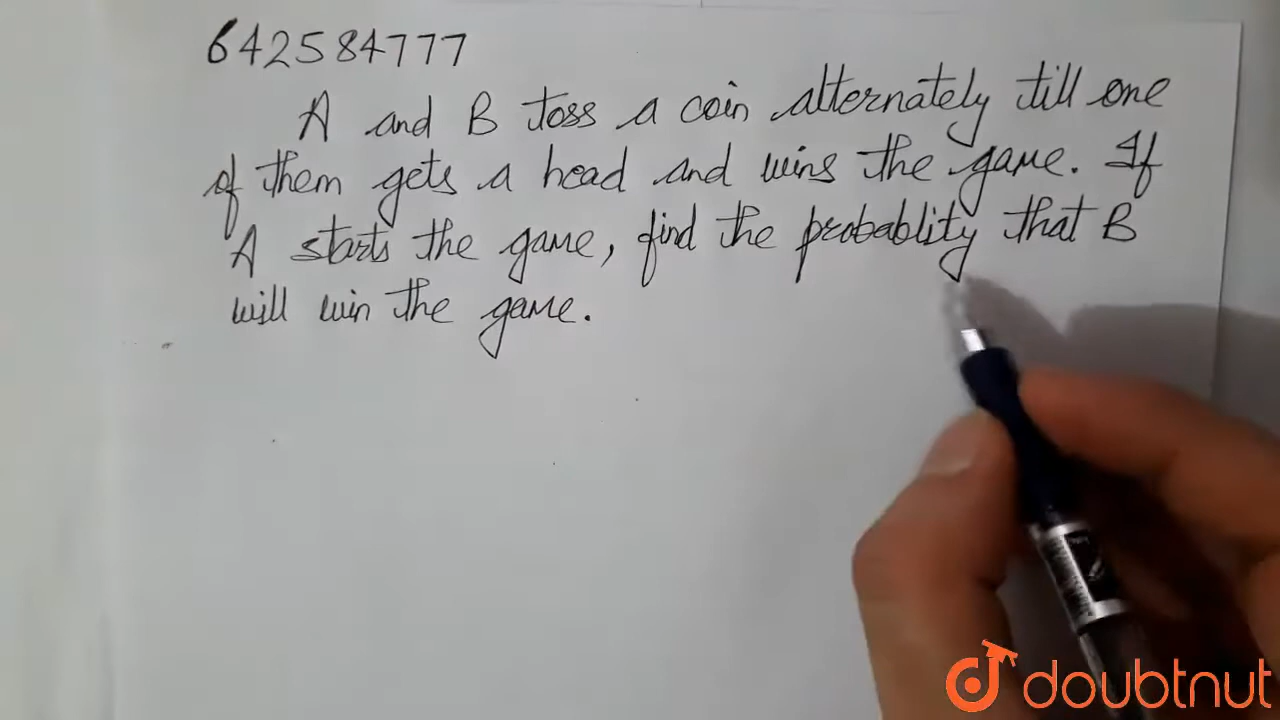 642584777
A and B toss a coin alternately till one
of them gets a head and wins the game. If
A starts the game, find the probablity that B
will win the game.
doubtnut